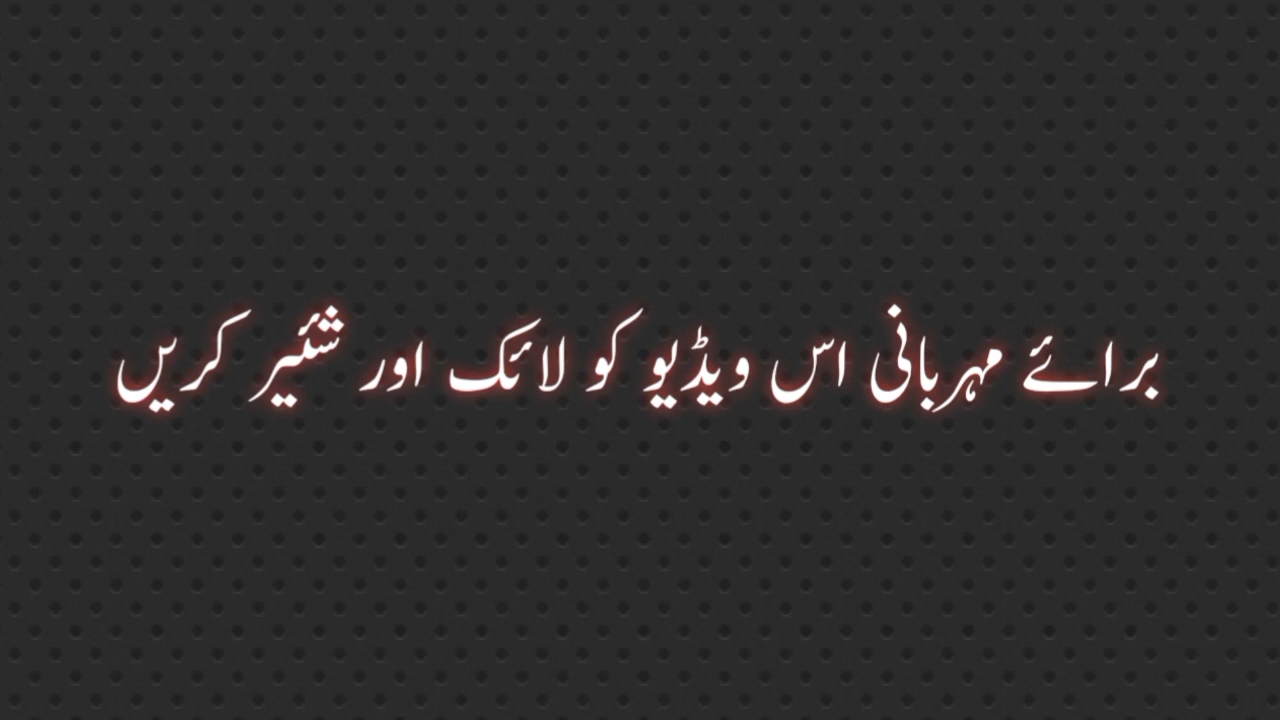 برائے مہربانی اس ویڈیو کو لائک اور شئیر کریں